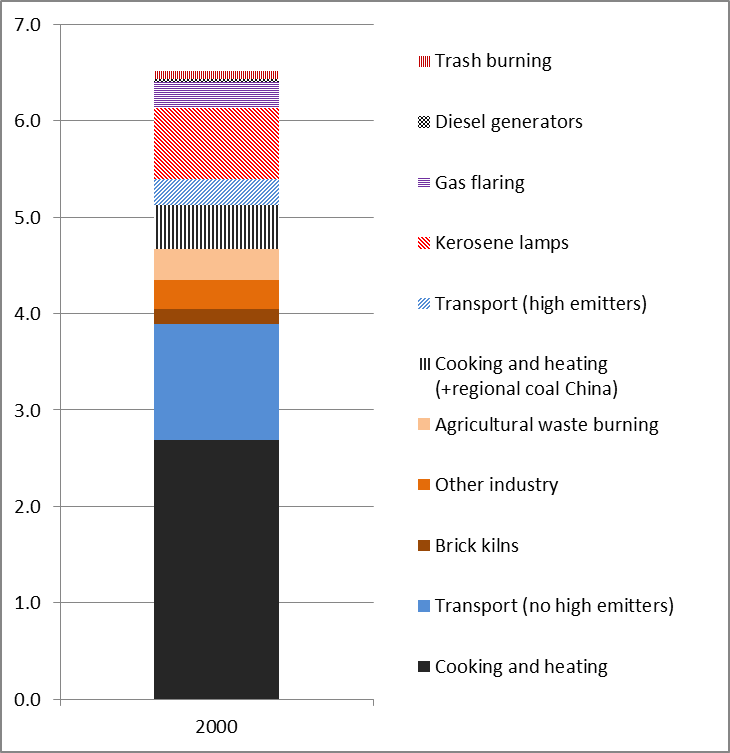 7.0
6.0
5.0
4.0
3.0
2.0
1.0
0.0
2000
Trash burning
Diesel generators
Gas flaring
Kerosene lamps
Transport (high emitters)
Cooking and heating
(+regional coal China)
Agricultural waste burning
Other industry
Brick kilns
Transport (no high emitters)
Cooking and heating